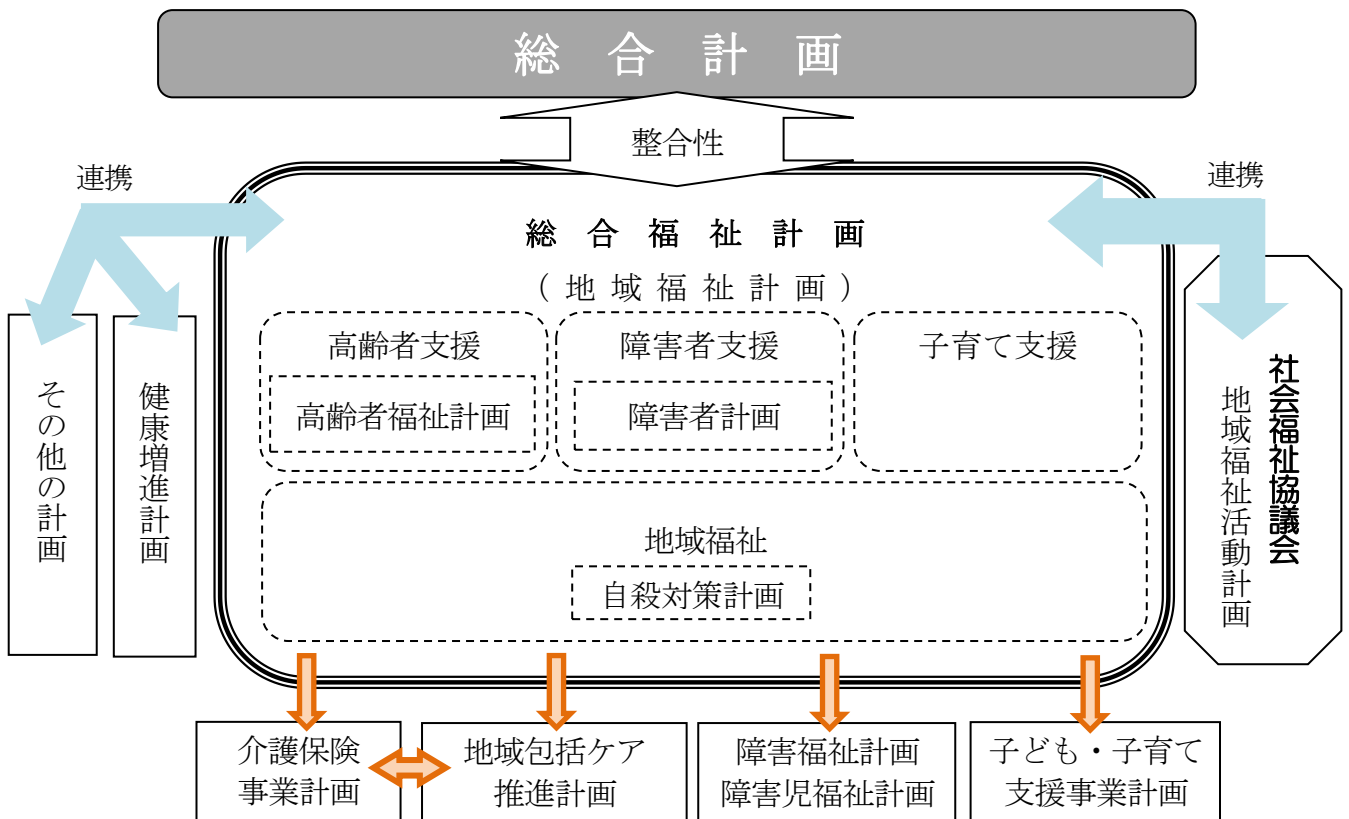 総合計画
整合性
連携
連携
総合福祉計画
（地域福祉計画）
高齢者支援
高齢者福祉計画
障害者支援
障害者計画
子育て支援
地域福祉
自殺対策計画
その他の計画
健康増進計画
社会福祉協議会
地域福祉活動計画
介護保険
事業計画
地域包括ケア
推進計画
障害福祉計画
障害児福祉計画
子ども・子育て
支援事業計画